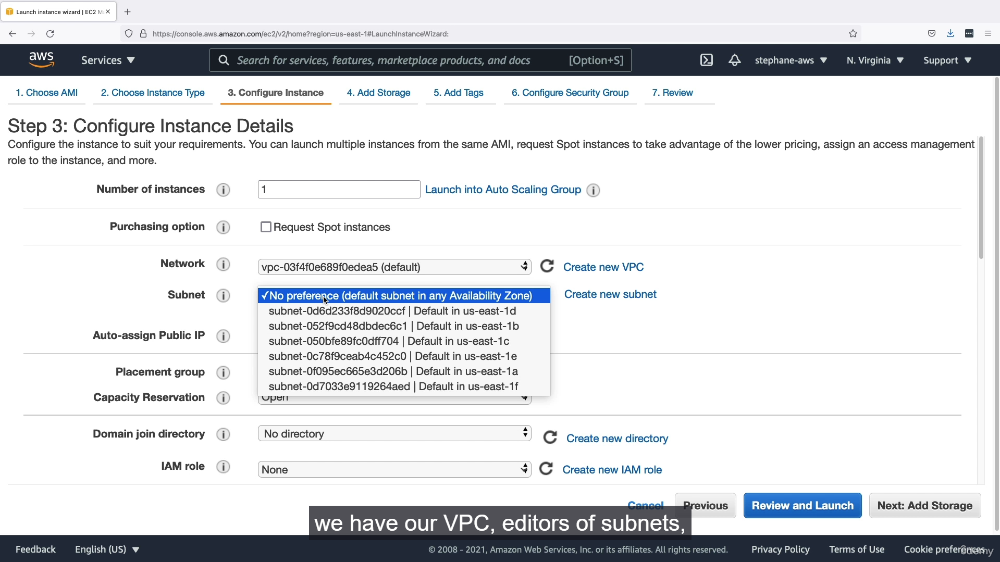 Launch instance wizard | EC2 M
https://console.aws.amazon.com/ec2/v2/home?region=us-east-1#LaunchInstanceWizard:
aws Services Search for services, features, marketplace products, and docs [Option+S] stephane-aws N. Virginia Support
1. Choose AMI 2. Choose Instance Type 3. Configure Instance 4. Add Storage 5. Add Tags 6. Configure Security Group 7. Review
Step 3: Configure Instance Details
Configure the instance to suit your requirements. You can launch multiple instances from the same AMI, request Spot instances to take advantage of the lower pricing, assign an access management
role to the instance, and more.
Number of instances 1 Launch into Auto Scaling Group
Purchasing option Request Spot instances
Network vpc-03f4f0e689f0edea5 (default) Create new VPC
Subnet ✓No preference (default subnet in any Availability Zone) Create new subnet
subnet-0d6d233f8d9020ccf | Default in us-east-1d
subnet-052f9cd48dbdec6c1 | Default in us-east-1b
Auto-assign Public IP
subnet-050bfe89fc0dff704 | Default in us-east-1c
subnet-0c78f9ceab4c452c0 | Default in us-east-1e
Placement group subnet-0f095ec665e3d206b | Default in us-east-1a
subnet-0d7033e9119264aed | Default in us-east-1f
Capacity Reservation Open
Domain join directory No directory Create new directory
IAM role None Create new IAM role
Cancel Previous Review and Launch Next: Add Storage
we have our VPC, editors of subnets,
Feedback English (US) © 2008 - 2021, Amazon Web Services, Inc. or its affiliates. All rights reserved. Privacy Policy Terms of Use Cookie preferences
ûdemy